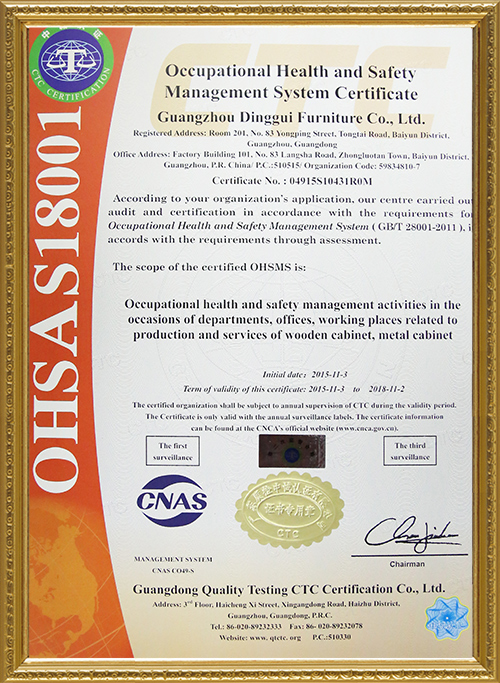 中
证
CTC CERTIFICATION
OHSAS18001
Occupational Health and Safety
Management System Certificate
Guangzhou Dinggui Furniture Co., Ltd.
Registered Address: Room 201, No. 83 Yongping Street, Tongtai Road, Baiyun District,
Guangzhou, Guangdong
Office Address: Factory Building 101, No. 83 Langsha Road, Zhongluotan Town, Baiyun District,
Guangzhou, P.R. China/ P.C.:510515/ Organization Code: 59834810-7
Certificate No. : 04915S10431R0M
According to your organization's application, our centre carried out
audit and certification in accordance with the requirements for
Occupational Health and Safety Management System ( GB/T 28001-2011 ), i
accords with the requirements through assessment.
The scope of the certified OHSMS is:
Occupational health and safety management activities in the
occasions of departments, offices, working places related to
production and services of wooden cabinet, metal cabinet
Initial date: 2015-11-3
Term of validity of this certificate: 2015-11-3 to 2018-11-2
The certified organization shall be subject to annual supervision of CTC during the validity period.
The Certificate is only valid with the annual surveillance labels. The certificate information
can be found at the CNCA's official website (www.cnca.gov.cn).
The first
surveillance
The third
surveillance
CNAS
证书专用章
CTC
MANAGEMENT SYSTEM
CNAS CO49-S
Chairman
Guangdong Quality Testing CTC Certification Co., Ltd.
Address: 3rd Floor, Haicheng Xi Street, Xingangdong Road, Haizhu District,
Guangzhou, Guangdong, P.R.C.
Tel.: 86-020-89232333 Fax: 86-020-89232078
Website: www. qtctc. org P.C.:510330